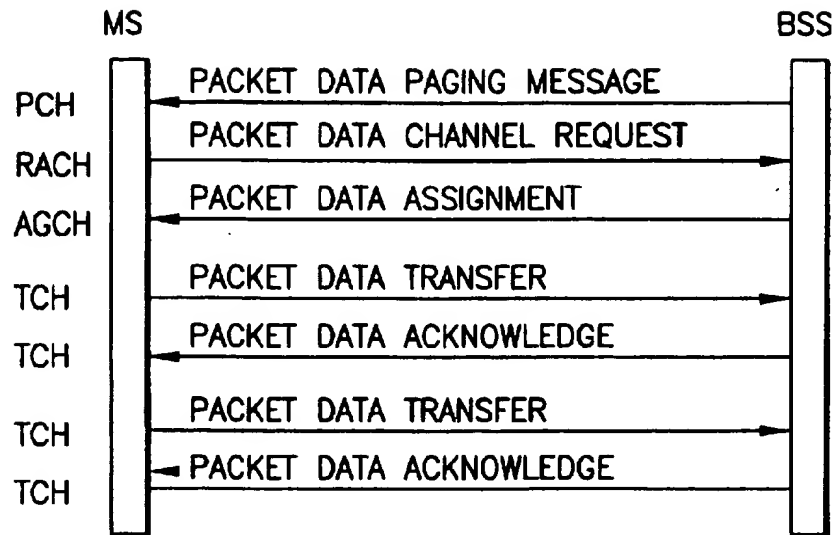 MS BSS
PACKET DATA PAGING MESSAGE
PCH
PACKET DATA CHANNEL REQUEST
RACH
PACKET DATA ASSIGNMENT
AGCH
PACKET DATA TRANSFER
TCH
PACKET DATA ACKNOWLEDGE
TCH
PACKET DATA TRANSFER
TCH
PACKET DATA ACKNOWLEDGE
TCH